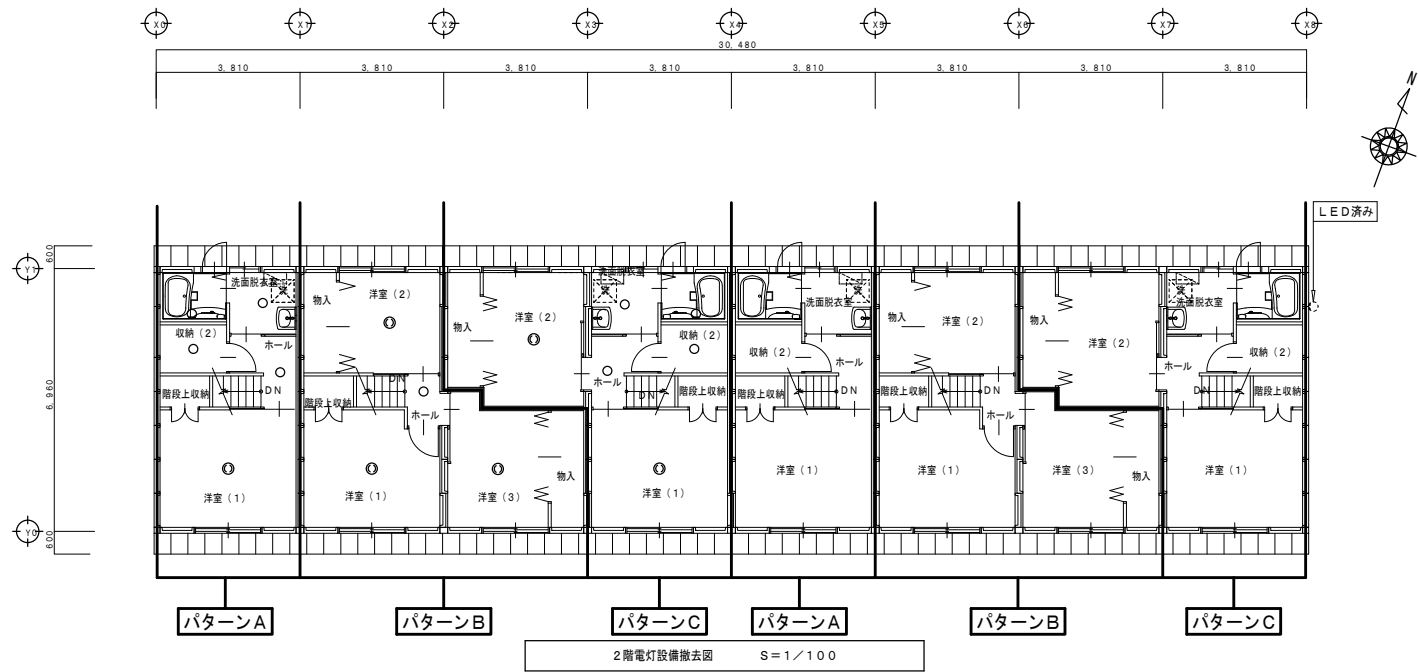 X0 X1 X2 X3 X4 X5 X6 X7 X8
30,480
3,810 3,810 3,810 3,810 3,810 3,810 3,810 3,810
N
LED済み
600
Y1
6,960
Y0
600
洗面脱衣室 洗面脱衣室 洗面脱衣室 洗面脱衣室
物入 洋室(2) 物入 洋室(2) 物入 洋室(2) 物入 洋室(2)
収納(2) ホール 収納(2) ホール 収納(2) ホール ホール 収納(2)
階段上収納 DN 階段上収納 DN ホール DN 階段上収納 階段上収納 DN 階段上収納 DN ホール DN 階段上収納
洋室(1) 洋室(1) 洋室(3) 物入 洋室(1) 洋室(1) 洋室(1) 洋室(3) 物入 洋室(1)
パターンA パターンB パターンC パターンA パターンB パターンC
2階電灯設備撤去図 S=1/100